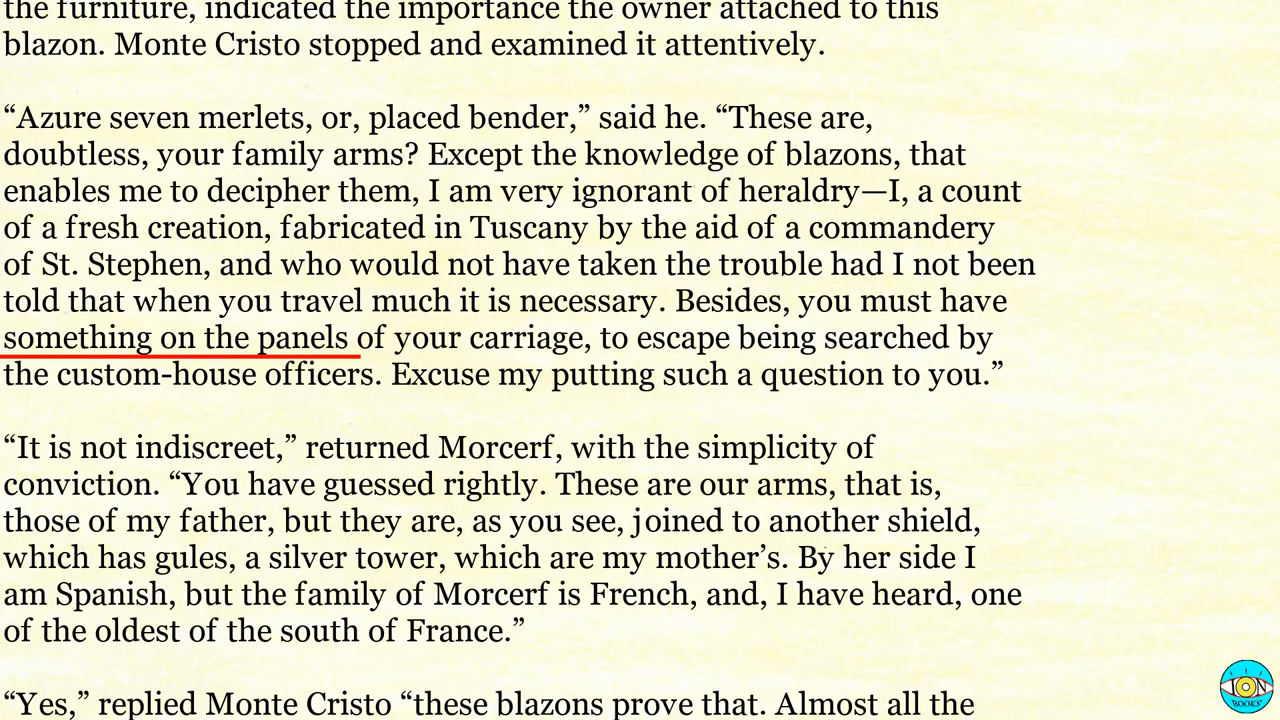 the furniture, indicated the importance the owner attached to this
blazon. Monte Cristo stopped and examined it attentively.
“Azure seven merlets, or, placed bender,” said he. “These are,
doubtless, your family arms? Except the knowledge of blazons, that
enables me to decipher them, I am very ignorant of heraldry—I, a count
of a fresh creation, fabricated in Tuscany by the aid of a commandery
of St. Stephen, and who would not have taken the trouble had I not been
told that when you travel much it is necessary. Besides, you must have
something on the panels of your carriage, to escape being searched by
the custom-house officers. Excuse my putting such a question to you.”
“It is not indiscreet,” returned Morcerf, with the simplicity of
conviction. “You have guessed rightly. These are our arms, that is,
those of my father, but they are, as you see, joined to another shield,
which has gules, a silver tower, which are my mother’s. By her side I
am Spanish, but the family of Morcerf is French, and, I have heard, one
of the oldest of the south of France.”
“Yes,” replied Monte Cristo “these blazons prove that. Almost all the
ION
BOOKS